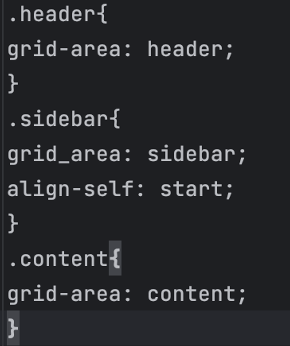 .header{
grid-area: header;
}
.sidebar{
grid_area: sidebar;
align-self: start;
}
.content{
grid-area: content;
}